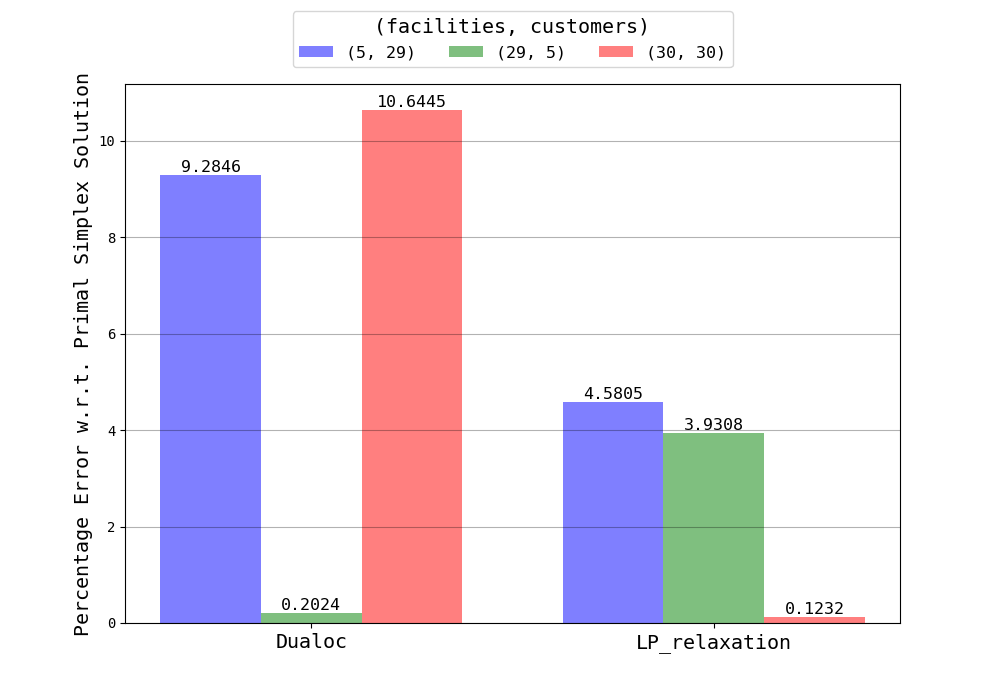 (facilities, customers)
(5, 29) (29, 5) (30, 30)
Percentage Error w.r.t. Primal Simplex Solution
10
8
6
4
2
0
9.2846
0.2024
10.6445
4.5805
3.9308
0.1232
Dualoc
LP_relaxation